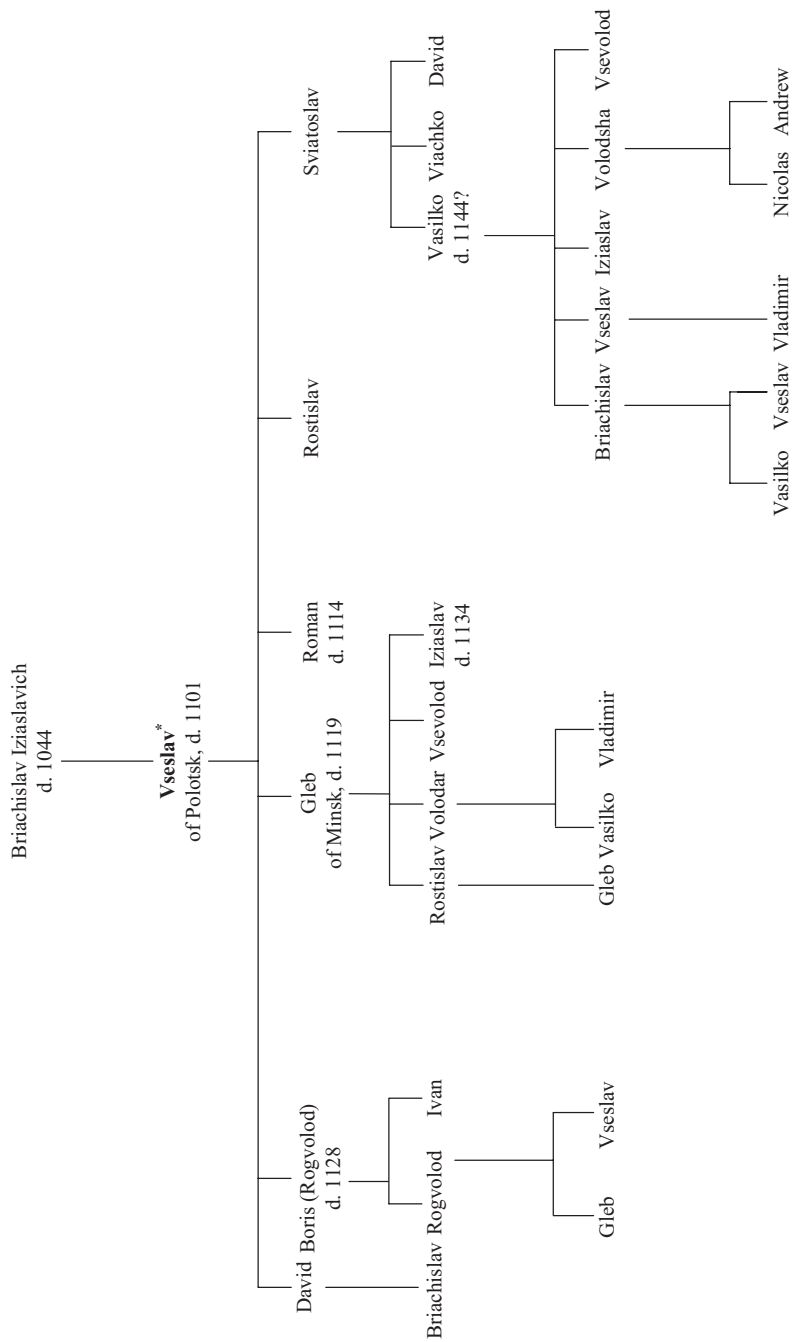 Briachislav Iziaslavich
d. 1044
Vseslav*
of Polotsk, d. 1101
David Boris (Rogvolod) Gleb Roman Rostislav Sviatoslav
d. 1128 of Minsk, d. 1119 d. 1114
Briachislav Rogvolod Ivan Rostislav Volodar Vsevolod Iziaslav Vasilko Viachko David
d. 1134 d. 1144?
Gleb Vseslav Gleb Vasilko Vladimir Briachislav Vseslav Iziaslav Volodsha Vsevolod
Vasilko Vseslav Vladimir Nicolas Andrew